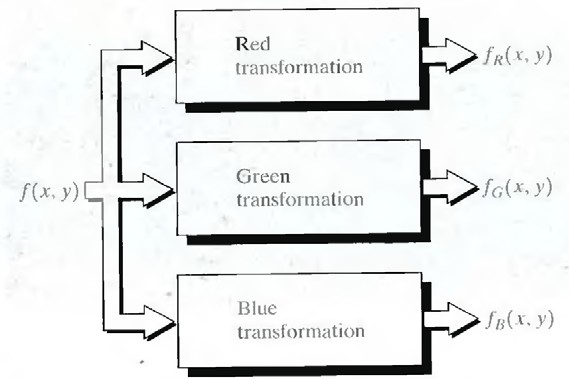 Red
transformation
f_R(x, y)
f(x, y)
Green
transformation
f_G(x, y)
Blue
transformation
f_B(x, y)